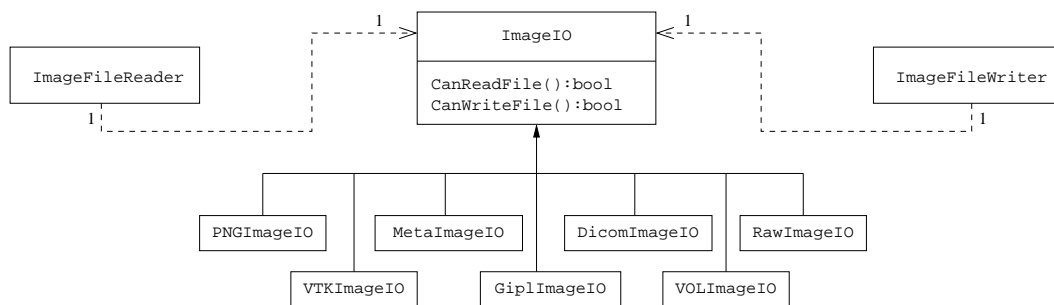 1
1
ImageIO
ImageFileReader
ImageFileWriter
CanReadFile():bool
CanWriteFile():bool
1
1
PNGImageIO
MetaImageIO
DicomImageIO
RawImageIO
VTKImageIO
GiplImageIO
VOLImageIO